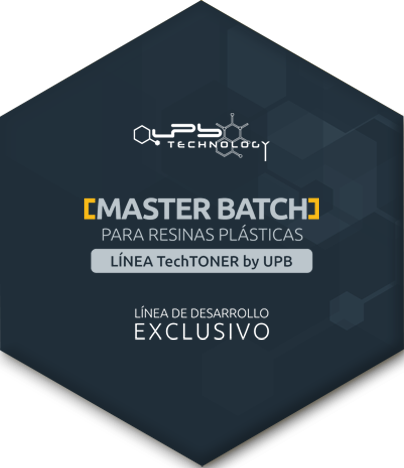 UPb
TECHNOLOGY
[MASTER BATCH]
PARA RESINAS PLÁSTICAS
LÍNEA TechTONER by UPB
LÍNEA DE DESARROLLO
EXCLUSIVO